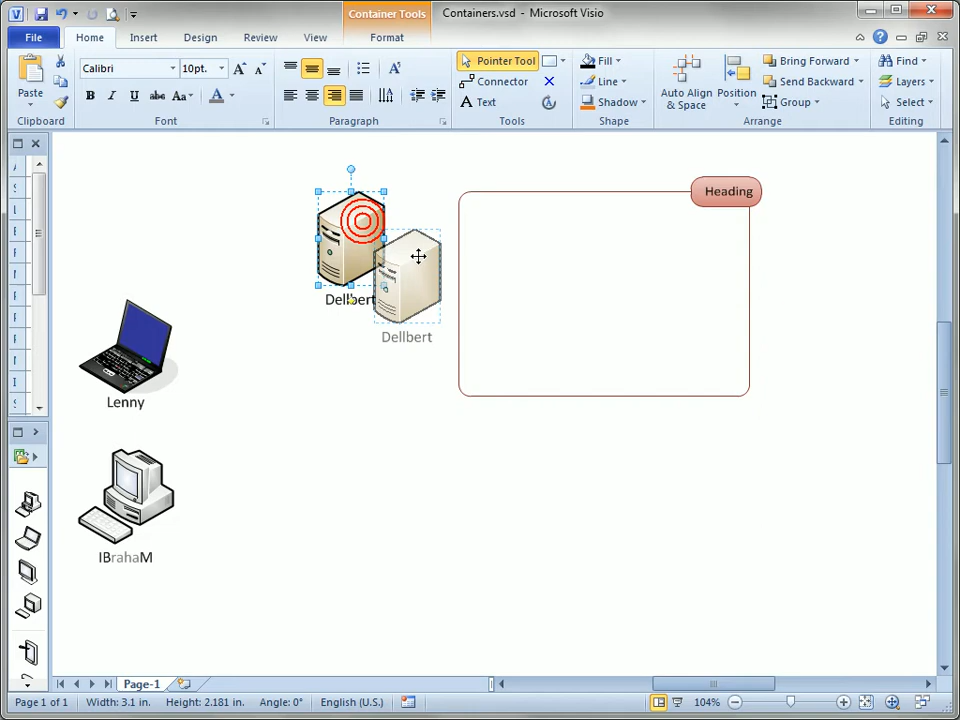 Container Tools
Containers.vsd - Microsoft Visio
File
Home
Insert
Design
Review
View
Format
Paste
Clipboard
Calibri
10pt.
B I U abc Aa A
Font
Paragraph
Pointer Tool
Connector
A Text
Tools
Fill
Line
Shadow
Shape
Auto Align & Space
Position
Bring Forward
Send Backward
Group
Arrange
Find
Layers
Select
Editing
Heading
Dellbert
Dellbert
Lenny
IBrahaM
Page-1
Page 1 of 1
Width: 3.1 in.
Height: 2.181 in.
Angle: 0°
English (U.S.)
104%